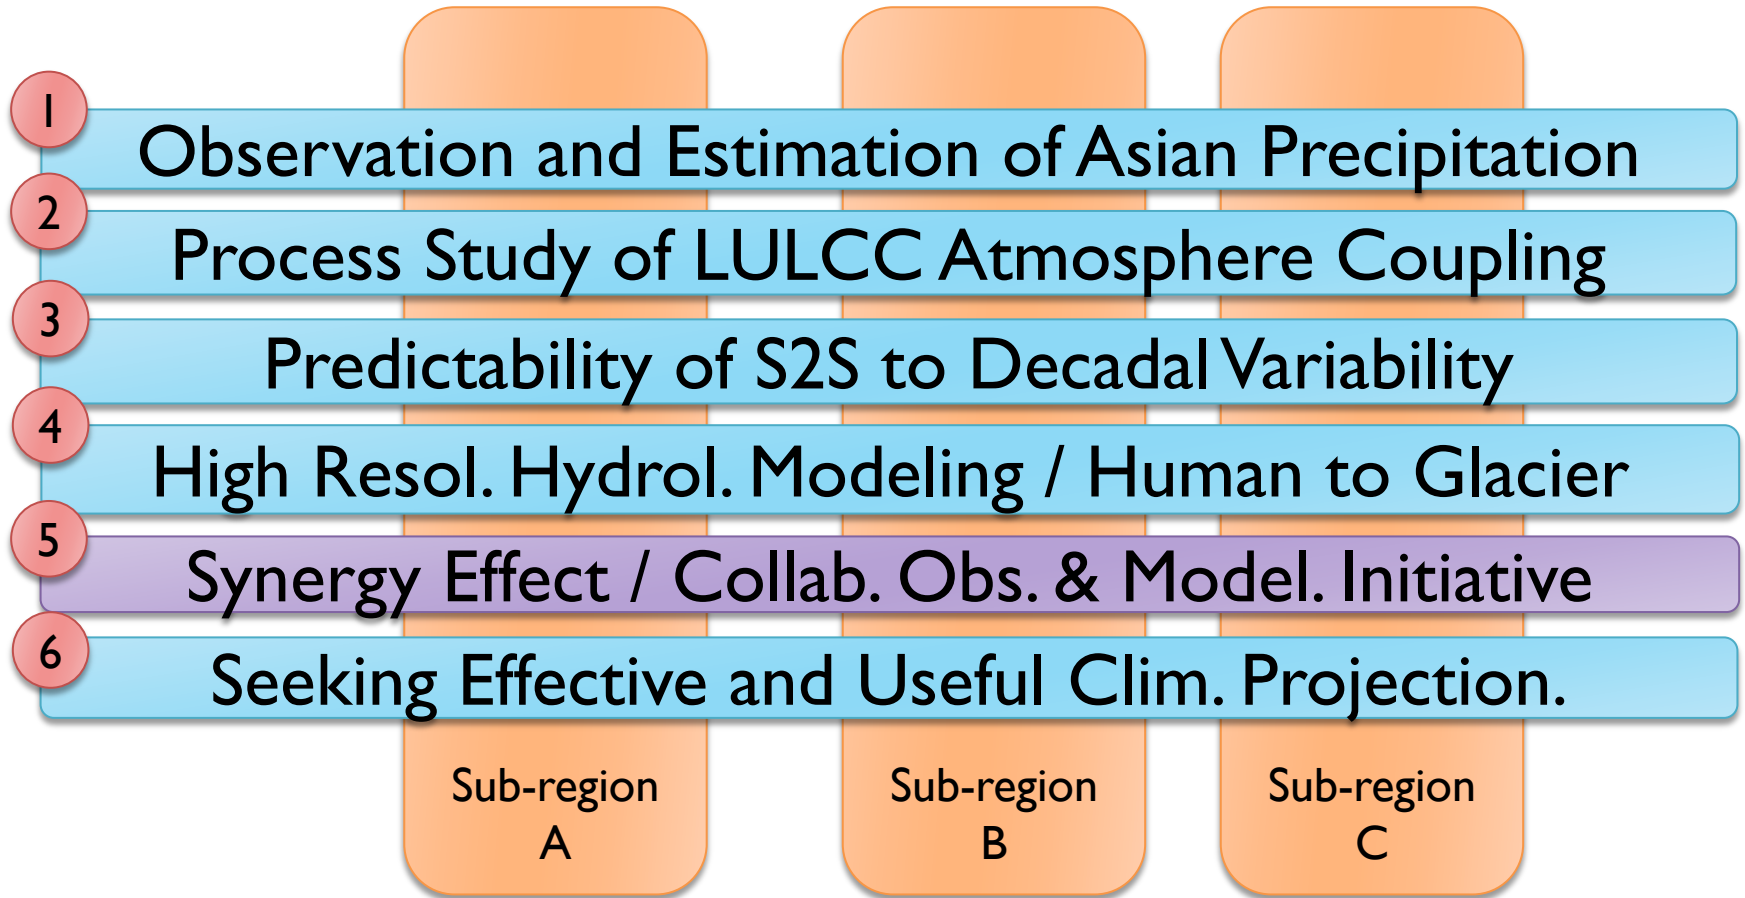 1
Observation and Estimation of Asian Precipitation
2
Process Study of LULCC Atmosphere Coupling
3
Predictability of S2S to Decadal Variability
4
High Resol. Hydrol. Modeling / Human to Glacier
5
Synergy Effect / Collab. Obs. & Model. Initiative
6
Seeking Effective and Useful Clim. Projection.
Sub-region
A
Sub-region
B
Sub-region
C